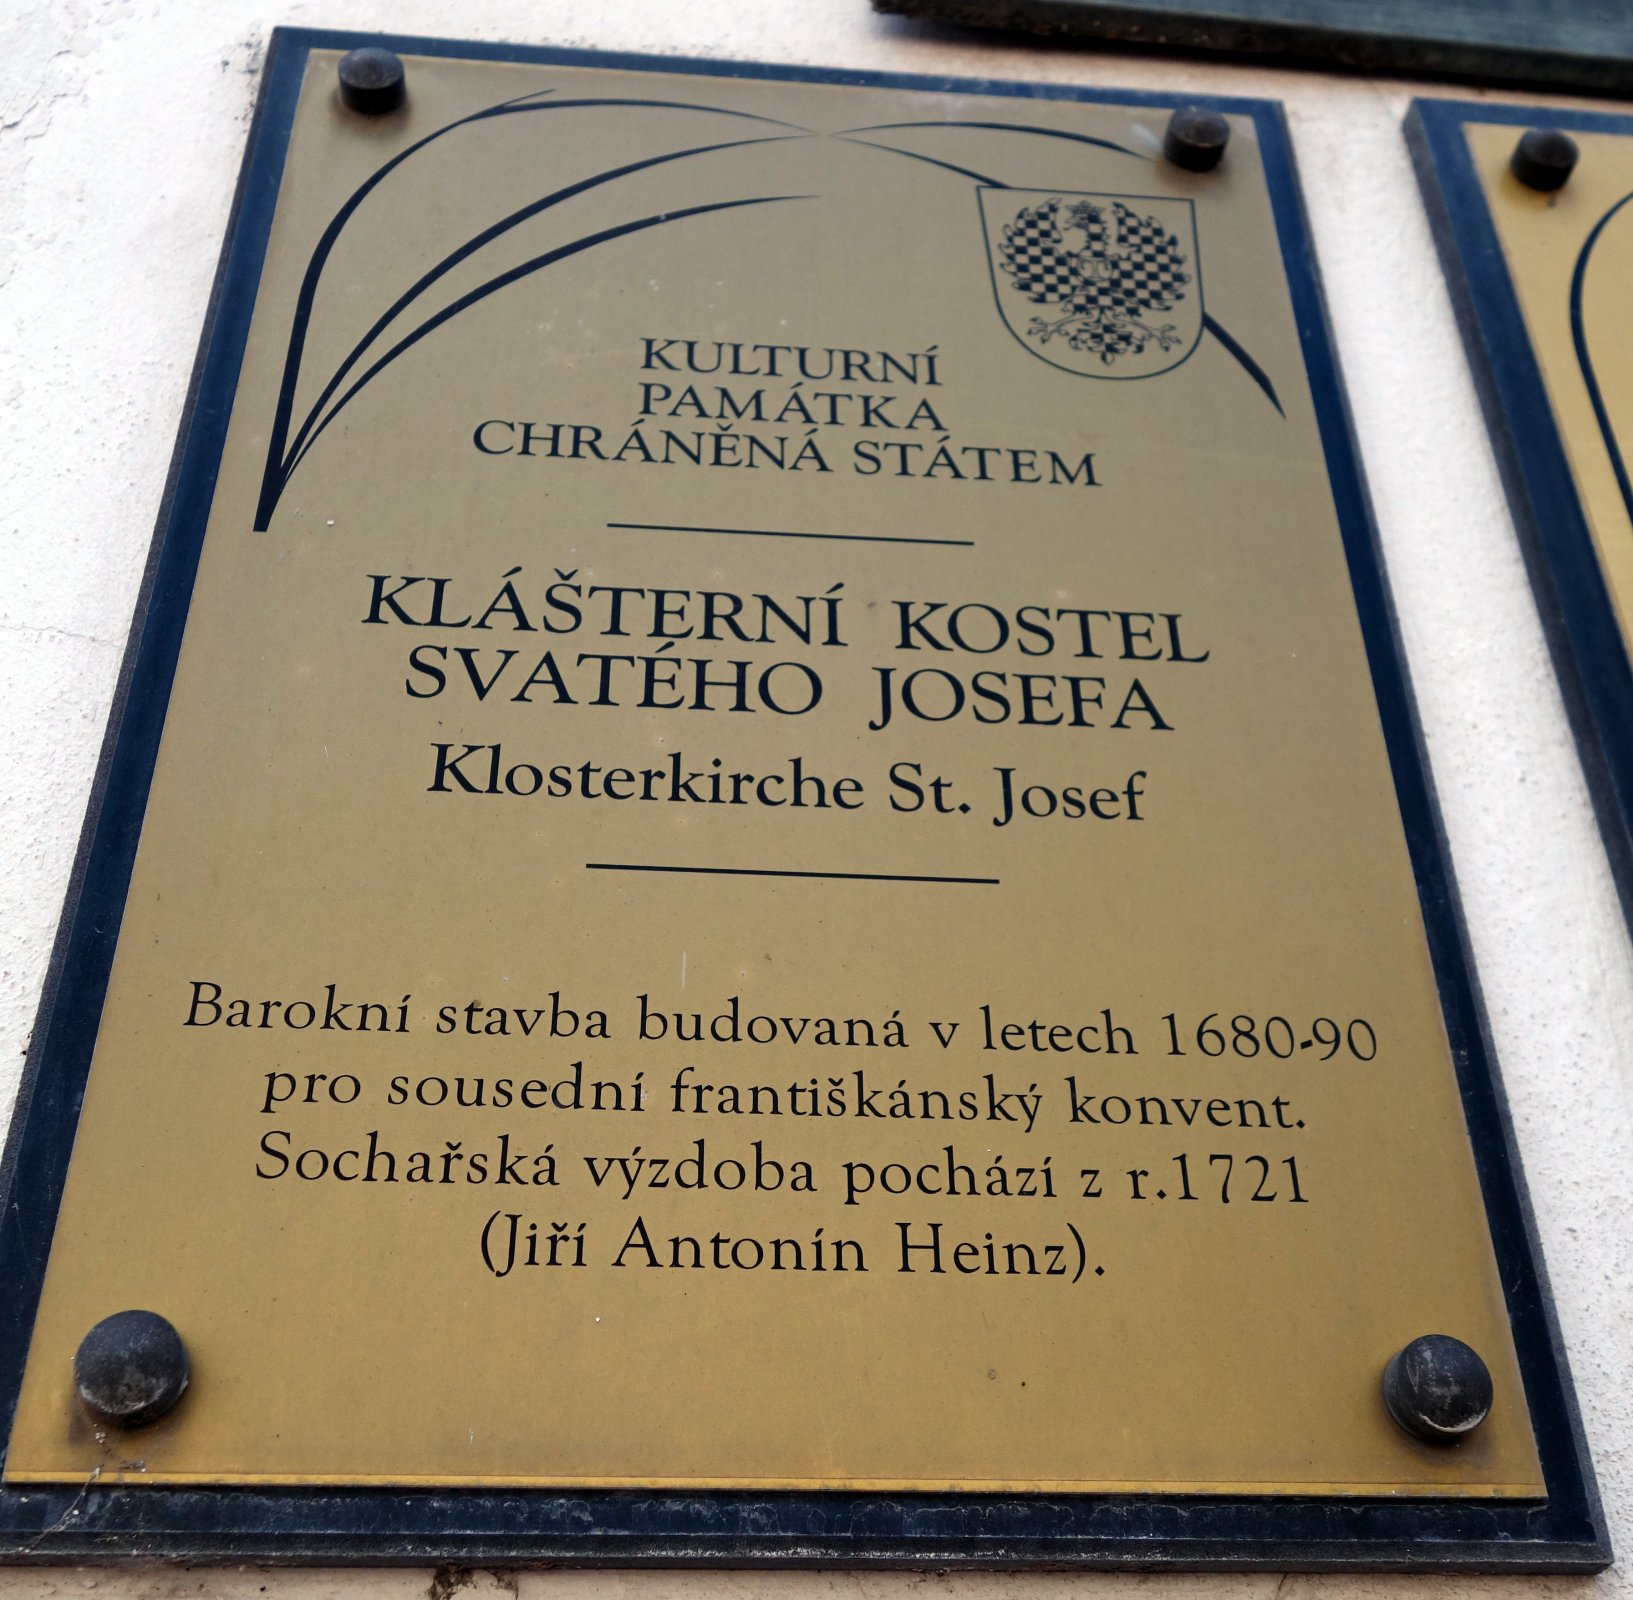 KULTURNÍ
PAMÁTKA
CHRÁNĚNÁ STÁTEM
KLÁŠTERNÍ KOSTEL
SVATÉHO JOSEFA
Klosterkirche St. Josef
Barokní stavba budovaná v letech 1680-90
pro sousední františkánský konvent.
Sochařská výzdoba pochází z r.1721
(Jiří Antonín Heinz).